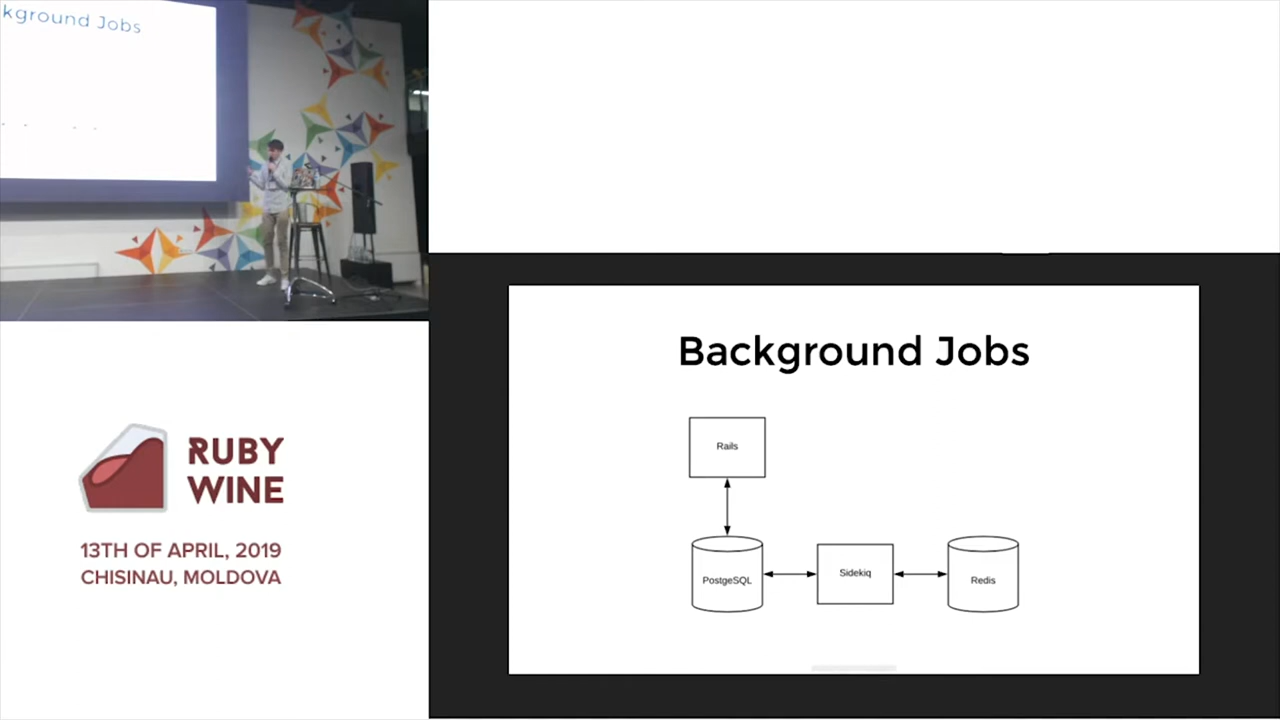 kground Jobs
Background Jobs
Rails
PostgeSQL
Sidekiq
Redis
RUBY
WINE
13TH OF APRIL, 2019
CHISINAU, MOLDOVA